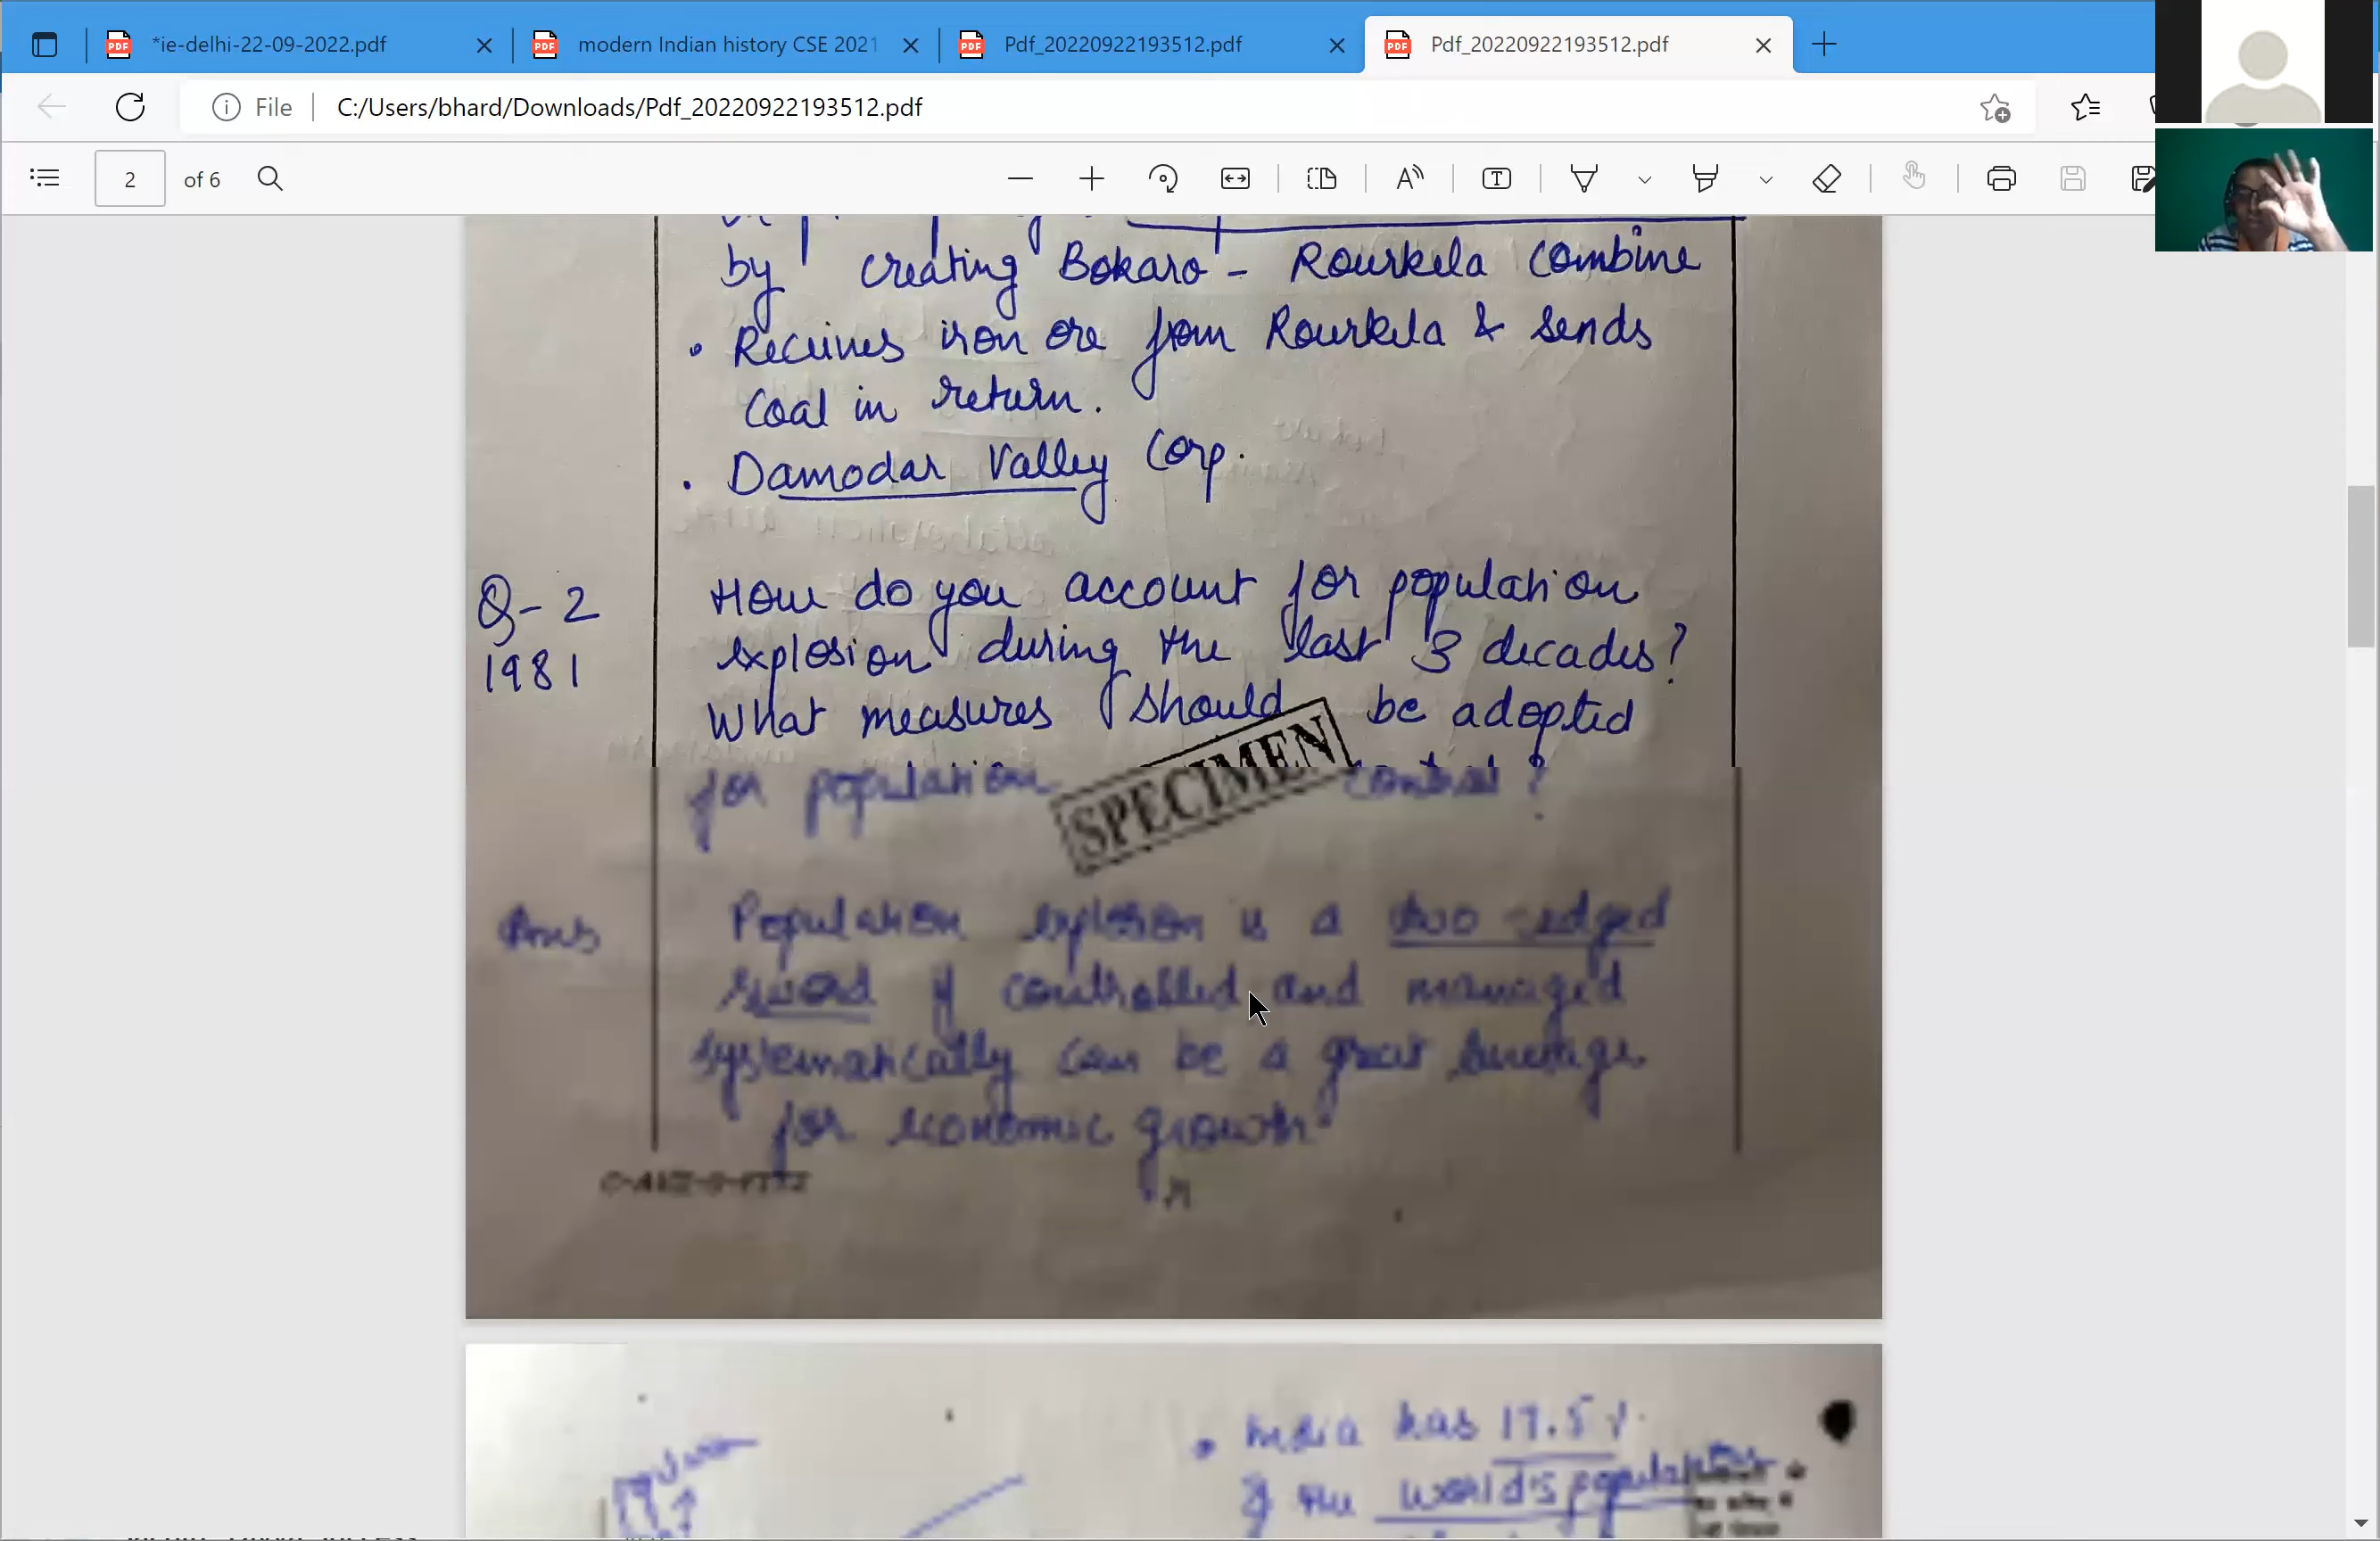 *ie-delhi-22-09-2022.pdf
modern Indian history CSE 2021
Pdf_20220922193512.pdf
Pdf_20220922193512.pdf
File
C:/Users/bhard/Downloads/Pdf_20220922193512.pdf
2 of 6
by creating Bokaro - Rourkela combine
• Receives iron ore from Rourkela & sends
coal in return.
• Damodar Valley Corp.
Q-2 How do you account for population
1981 explosion during the last 3 decades?
What measures should be adopted
for population control?
SPECIMEN
Ans Population explosion is a two-edged
sword if controlled and managed
systematically can be a great
for economic growth.
• India has 17.5%
of the world's population